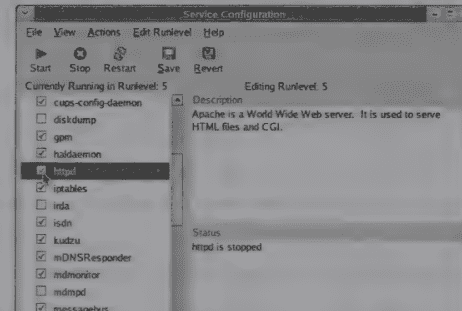 Service Configuration
File View Actions Edit Runlevel Help
Start Stop Restart Save Revert
Currently Running in Runlevel: 5 Editing Runlevel: 5
cups-config-daemon
diskdump
gpm
haldaemon
httpd
iptables
irda
isdn
kudzu
mDNSResponder
mdmonitor
mdmpd
messagebus
Description
Apache is a World Wide Web server. It is used to serve
HTML files and CGI.
Status
httpd is stopped